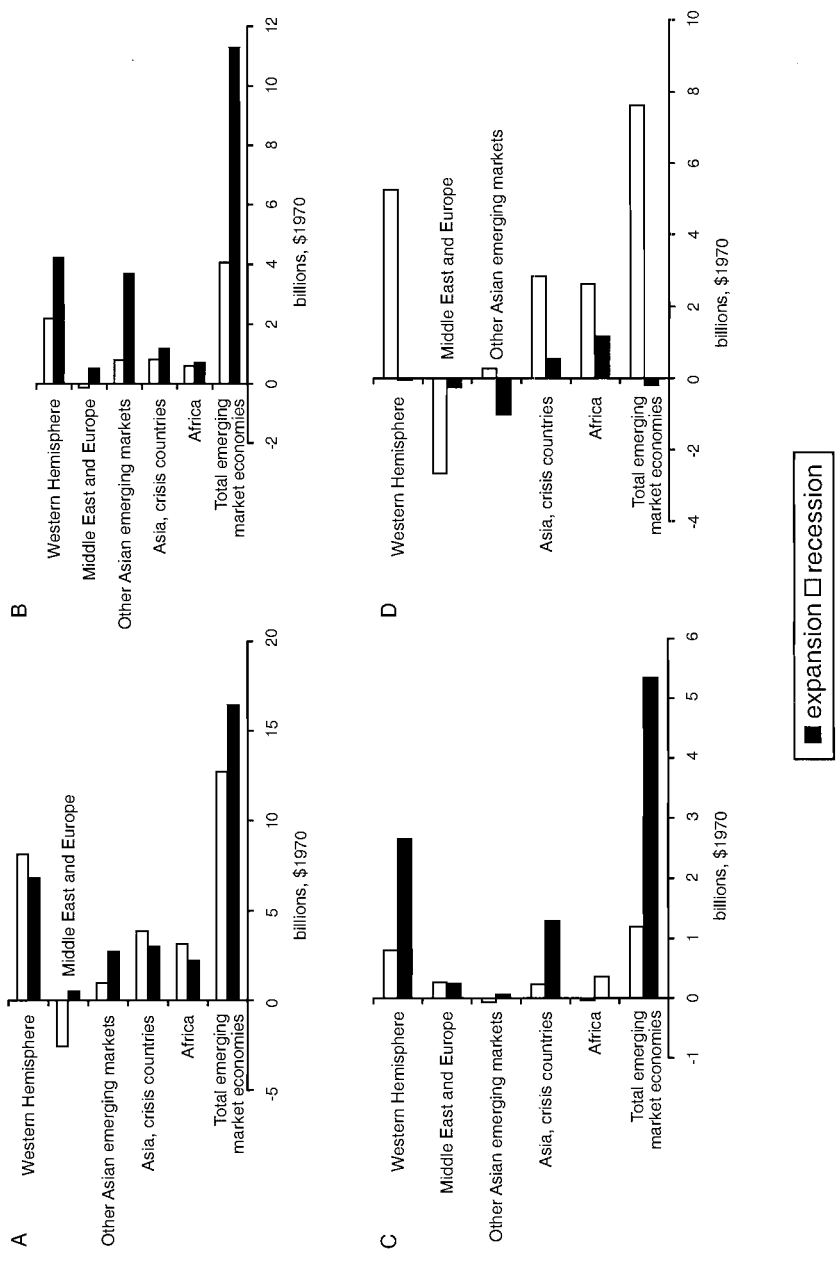 A
Western Hemisphere
Middle East and Europe
Other Asian emerging markets
Asia, crisis countries
Africa
Total emerging
market economies
-5
0
5
10
15
20
billions, $1970
B
Western Hemisphere
Middle East and Europe
Other Asian emerging markets
Asia, crisis countries
Africa
Total emerging
market economies
-2
0
2
4
6
8
10
12
billions, $1970
C
Western Hemisphere
Middle East and Europe
Other Asian emerging markets
Asia, crisis countries
Africa
Total emerging
market economies
-1
0
1
2
3
4
5
6
billions, $1970
D
Western Hemisphere
Middle East and Europe
Other Asian emerging markets
Asia, crisis countries
Africa
Total emerging
market economies
-4
-2
0
2
4
6
8
10
billions, $1970
expansion recession